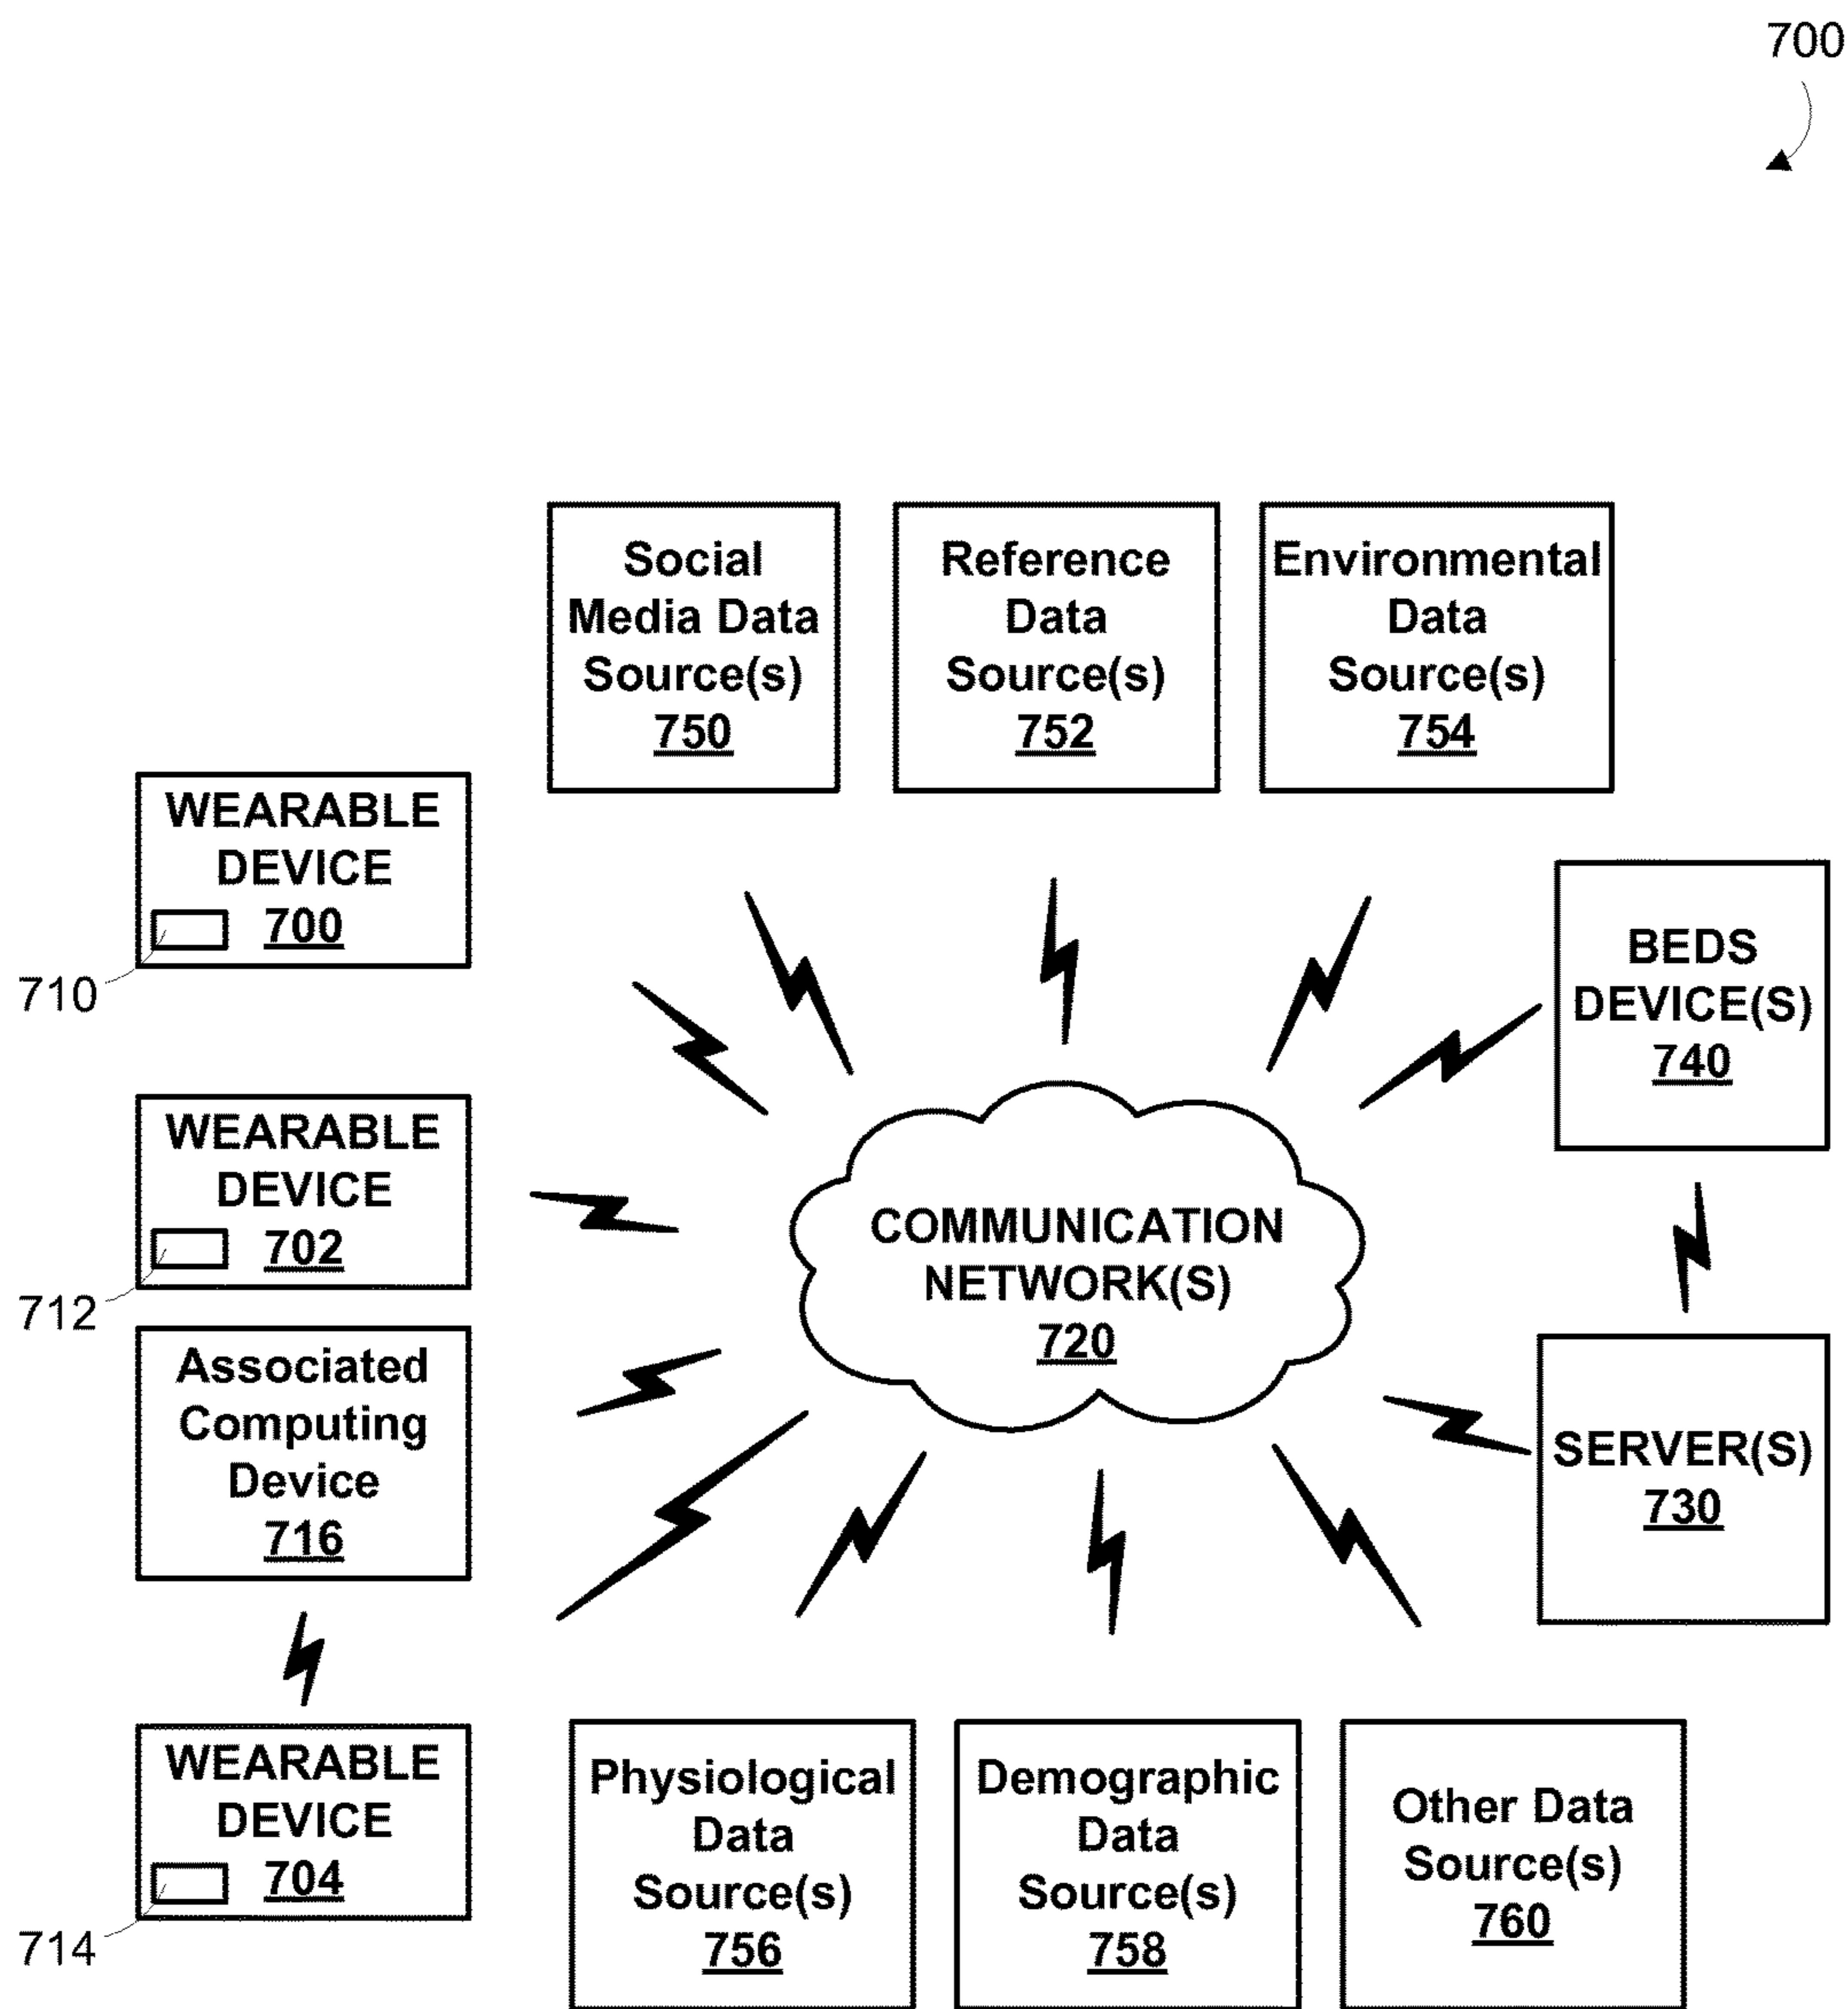 700
Social
Media Data
Source(s)
750
Reference
Data
Source(s)
752
Environmental
Data
Source(s)
754
WEARABLE
DEVICE
700
710
BEDS
DEVICE(S)
740
WEARABLE
DEVICE
702
712
COMMUNICATION
NETWORK(S)
720
Associated
Computing
Device
716
SERVER(S)
730
WEARABLE
DEVICE
704
714
Physiological
Data
Source(s)
756
Demographic
Data
Source(s)
758
Other Data
Source(s)
760